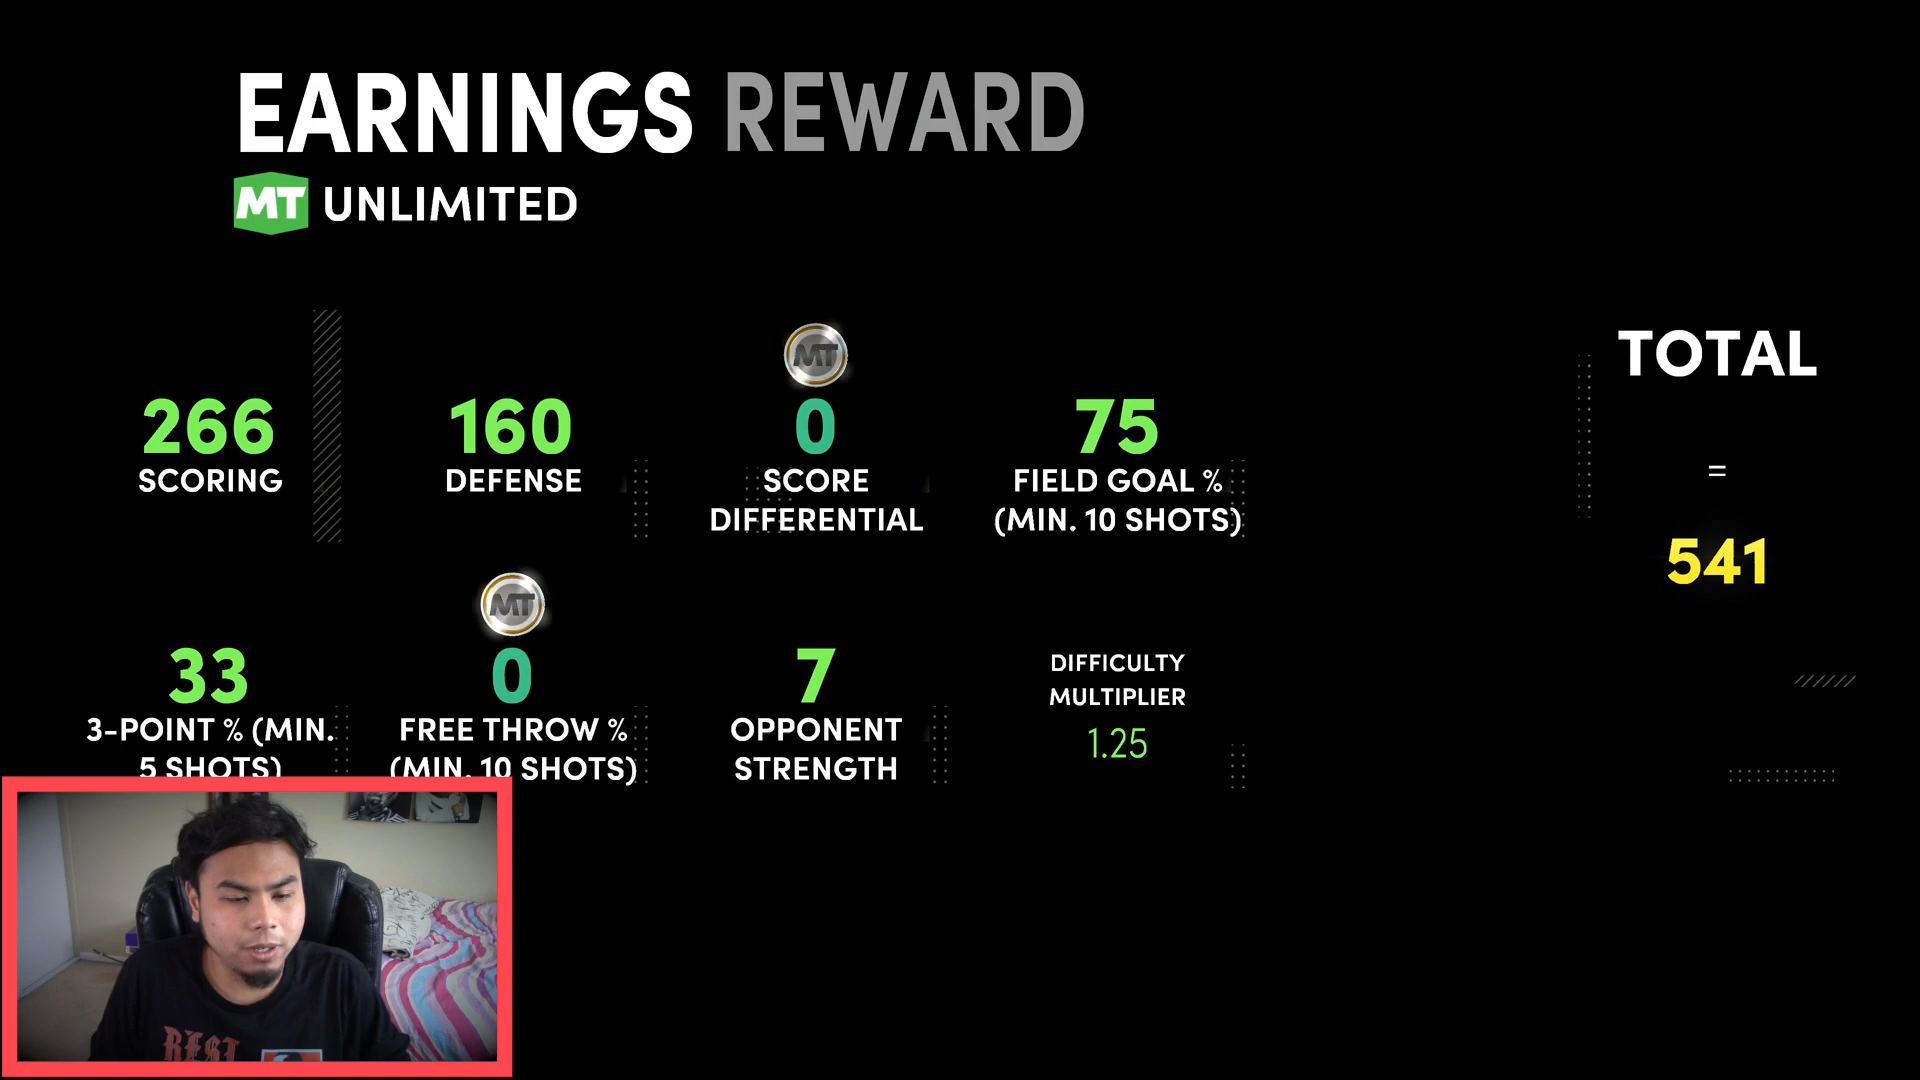 EARNINGS REWARD
MT UNLIMITED
TOTAL
MT
266
160
0
75
SCORING
DEFENSE
SCORE
DIFFERENTIAL
FIELD GOAL %
(MIN. 10 SHOTS)
=
541
MT
33
0
7
3-POINT % (MIN.
5 SHOTS)
FREE THROW %
(MIN. 10 SHOTS)
OPPONENT
STRENGTH
DIFFICULTY
MULTIPLIER
1.25
REST